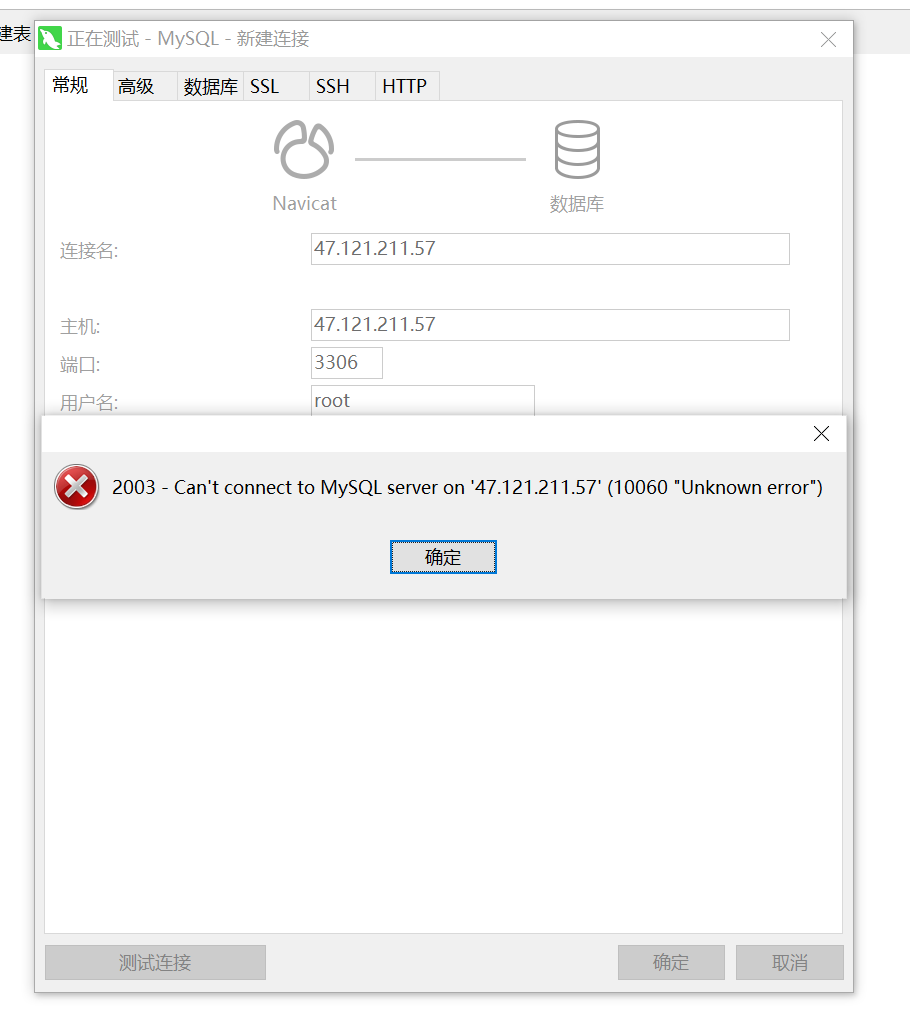 建表
正在测试 - MySQL - 新建连接
常规 高级 数据库 SSL SSH HTTP
Navicat 数据库
连接名: 47.121.211.57
主机: 47.121.211.57
端口: 3306
用户名: root
2003 - Can't connect to MySQL server on '47.121.211.57' (10060 "Unknown error")
确定
测试连接 确定 取消